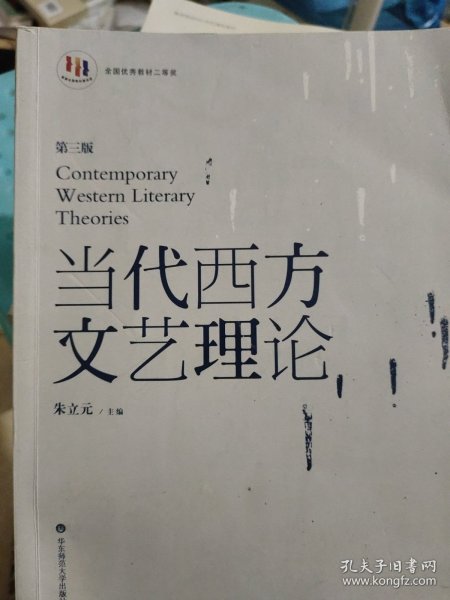 全国优秀教材二等奖
第三版
Contemporary
Western Literary
Theories
当代西方
文艺理论
朱立元 / 主编
华东师范大学出版社
孔夫子旧书网
www.kongfz.com